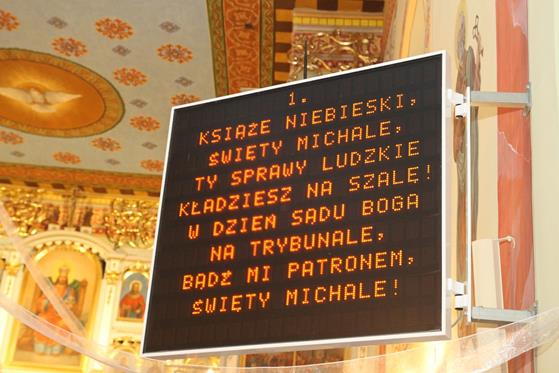 1.
KSIĄŻE NIEBIESKI,
ŚWIĘTY MICHALE,
TY SPRAWY LUDZKIE
KŁADZIESZ NA SZALĘ!
W DZIEŃ SĄDU BOGA
NA TRYBUNALE,
BĄDŹ MI PATRONEM,
ŚWIĘTY MICHALE!